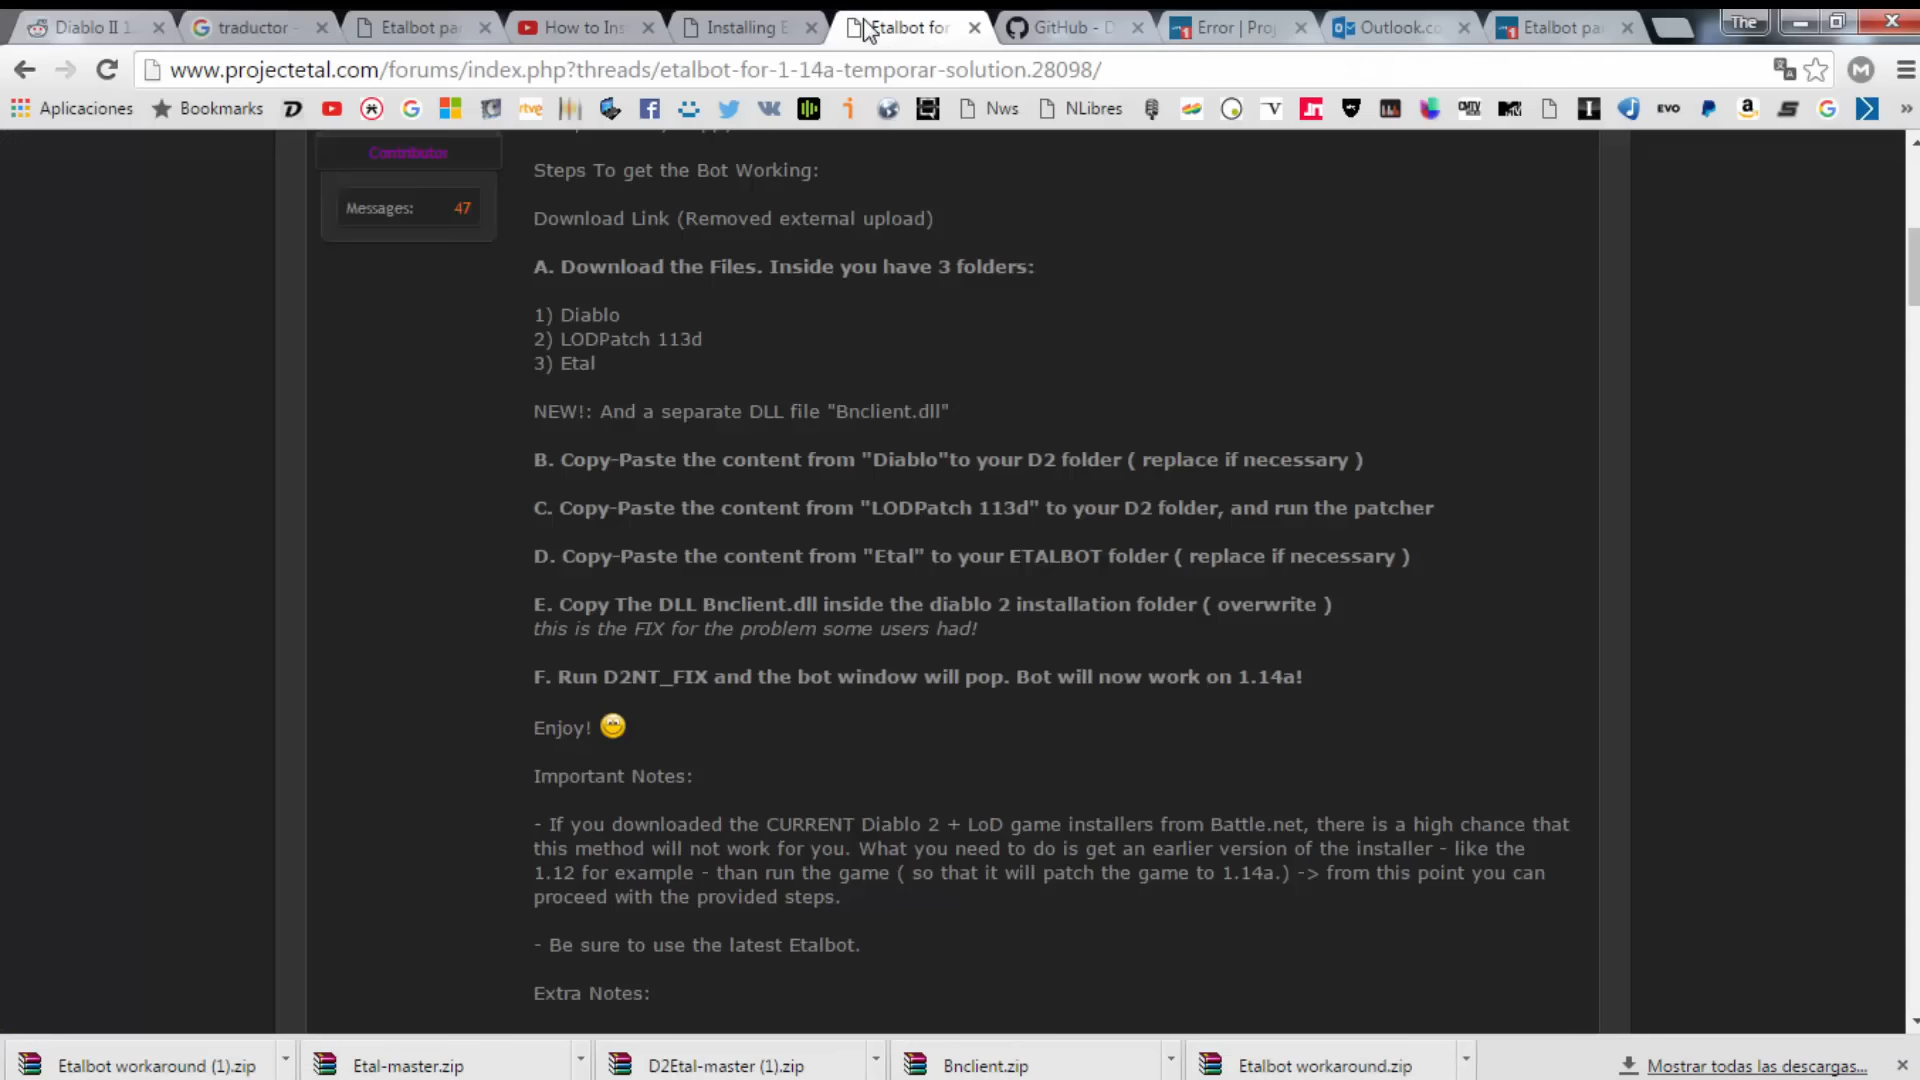 Diablo II 1.
traductor -
Etalbot pa
How to Ins
Installing E
Etalbot for
GitHub - D
Error | Proj
Outlook.co
Etalbot pa
The
www.projectetal.com/forums/index.php?threads/etalbot-for-1-14a-temporar-solution.28098/
M
Aplicaciones
Bookmarks
Nws
NLibres
EVO
»
Contributor
Messages: 47
Steps To get the Bot Working:
Download Link (Removed external upload)
A. Download the Files. Inside you have 3 folders:
1) Diablo
2) LODPatch 113d
3) Etal
NEW!: And a separate DLL file "Bnclient.dll"
B. Copy-Paste the content from "Diablo"to your D2 folder ( replace if necessary )
C. Copy-Paste the content from "LODPatch 113d" to your D2 folder, and run the patcher
D. Copy-Paste the content from "Etal" to your ETALBOT folder ( replace if necessary )
E. Copy The DLL Bnclient.dll inside the diablo 2 installation folder ( overwrite )
this is the FIX for the problem some users had!
F. Run D2NT_FIX and the bot window will pop. Bot will now work on 1.14a!
Enjoy!
Important Notes:
- If you downloaded the CURRENT Diablo 2 + LoD game installers from Battle.net, there is a high chance that
this method will not work for you. What you need to do is get an earlier version of the installer - like the
1.12 for example - than run the game ( so that it will patch the game to 1.14a.) -> from this point you can
proceed with the provided steps.
- Be sure to use the latest Etalbot.
Extra Notes:
Etalbot workaround (1).zip
Etal-master.zip
D2Etal-master (1).zip
Bnclient.zip
Etalbot workaround.zip
Mostrar todas las descargas...